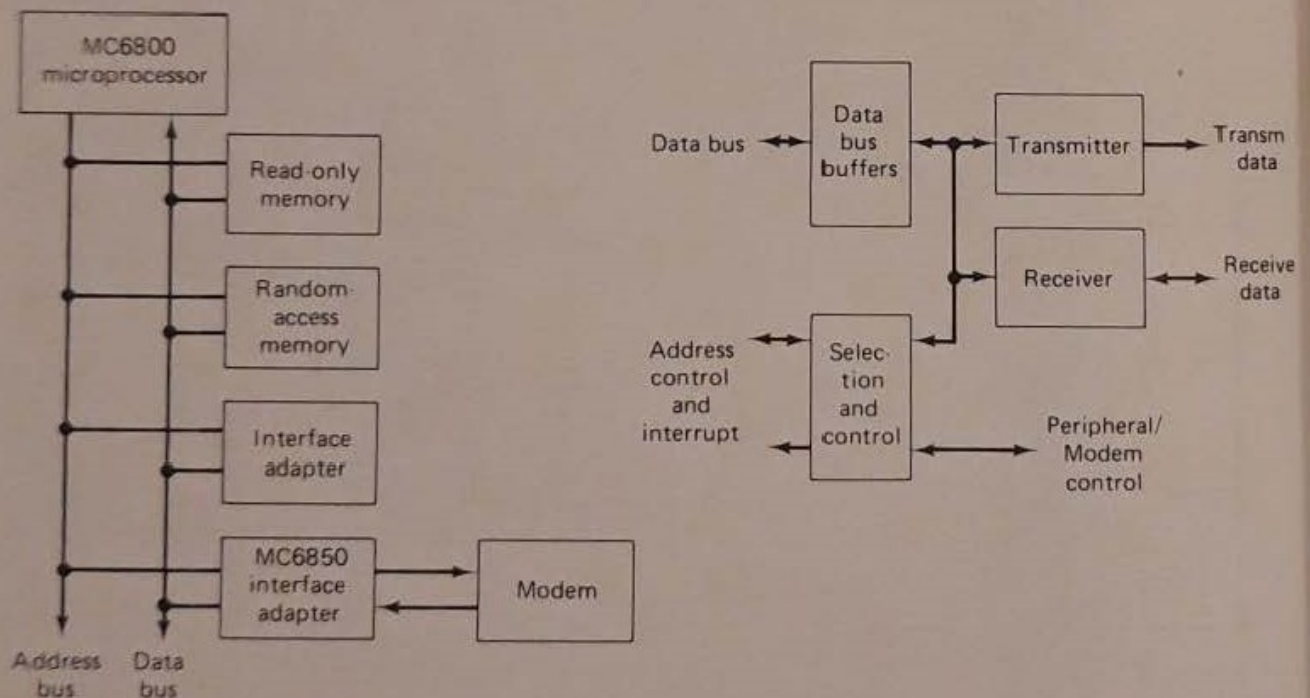 MC6800
microprocessor
Read-only
memory
Random-
access
memory
Interface
adapter
MC6850
interface
adapter
Modem
Address
bus
Data
bus
Data bus
Data
bus
buffers
Transmitter
Transm
data
Receiver
Receive
data
Address
control
and
interrupt
Selec-
tion
and
control
Peripheral/
Modem
control